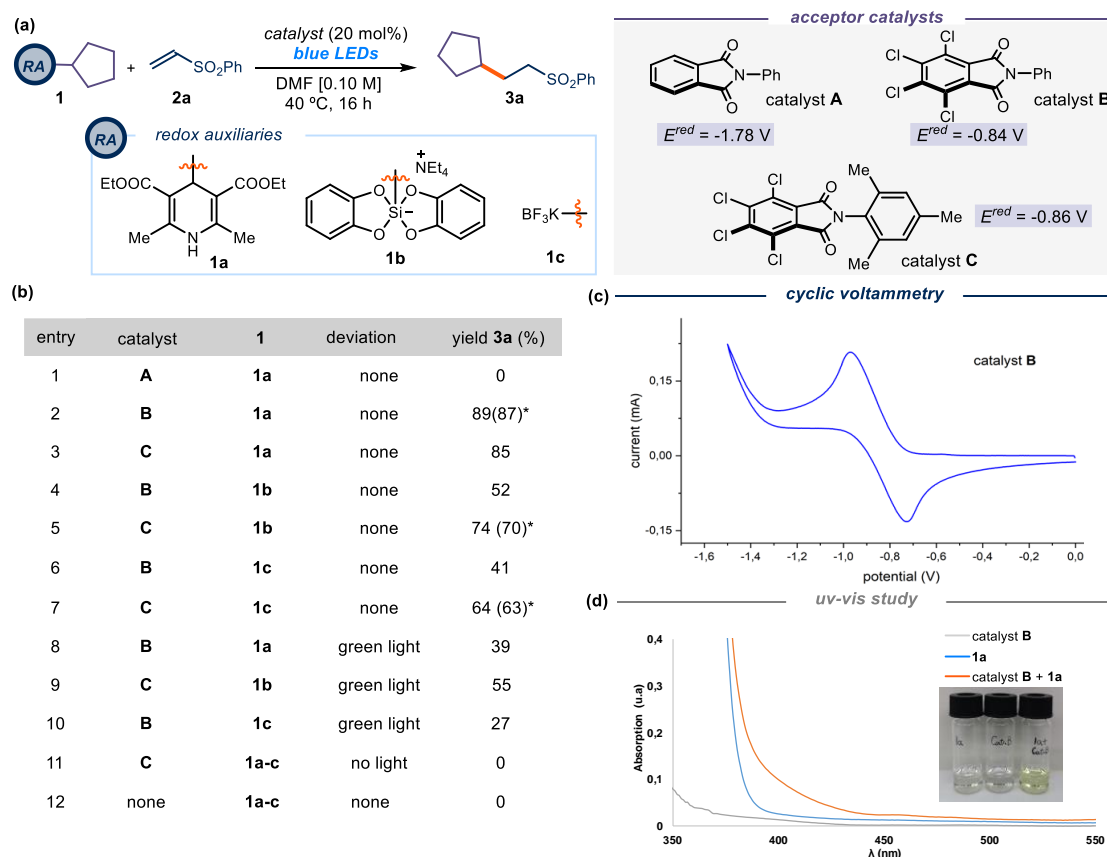 (a)
RA
1
+
2a
SO2Ph
catalyst (20 mol%)
blue LEDs
DMF [0.10 M]
40 ºC, 16 h
SO2Ph
3a
RA
redox auxiliaries
EtOOC
COOEt
Me
N
H
Me
1a
+
NEt4
O
O
Si
−
O
O
1b
BF3K
1c
acceptor catalysts
O
N-Ph
O
catalyst A
Ered = -1.78 V
Cl
Cl
Cl
Cl
O
N-Ph
O
catalyst B
Ered = -0.84 V
Cl
Cl
Cl
Cl
O
N
O
Me
Me
Me
catalyst C
Ered = -0.86 V
(b)
entry catalyst 1 deviation yield 3a (%)
1 A 1a none 0
2 B 1a none 89(87)*
3 C 1a none 85
4 B 1b none 52
5 C 1b none 74 (70)*
6 B 1c none 41
7 C 1c none 64 (63)*
8 B 1a green light 39
9 C 1b green light 55
10 B 1c green light 27
11 C 1a-c no light 0
12 none 1a-c none 0
(c)
cyclic voltammetry
catalyst B
current (mA)
0,15
0,00
-0,15
-1,6 -1,4 -1,2 -1,0 -0,8 -0,6 -0,4 -0,2 0,0
potential (V)
(d)
uv-vis study
catalyst B
1a
catalyst B + 1a
Absorption (u.a)
0,4
0,3
0,2
0,1
0
350 400 450 500 550
λ (nm)
Cat.B